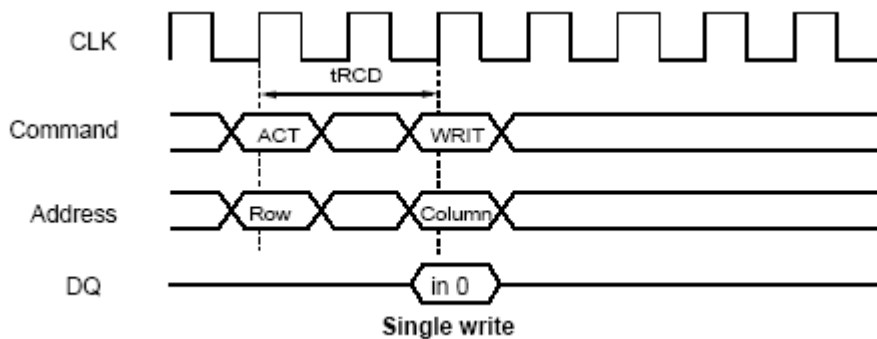 CLK
tRCD
Command ACT WRIT
Address Row Column
DQ in 0
Single write